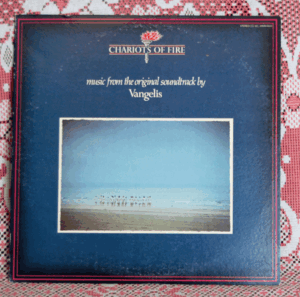 CHARIOTS OF FIRE
music from the original soundtrack by
Vangelis